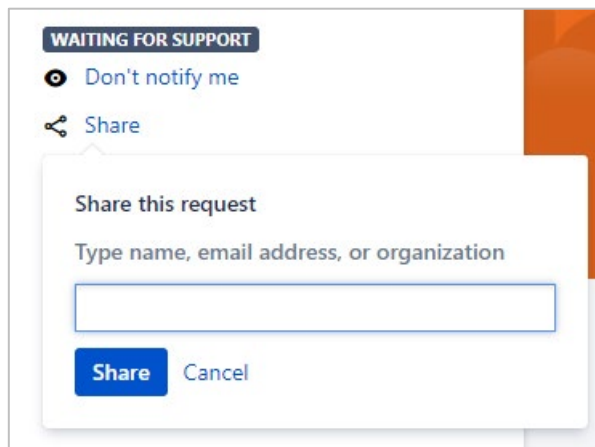 WAITING FOR SUPPORT
Don't notify me
Share
Share this request
Type name, email address, or organization
Share Cancel